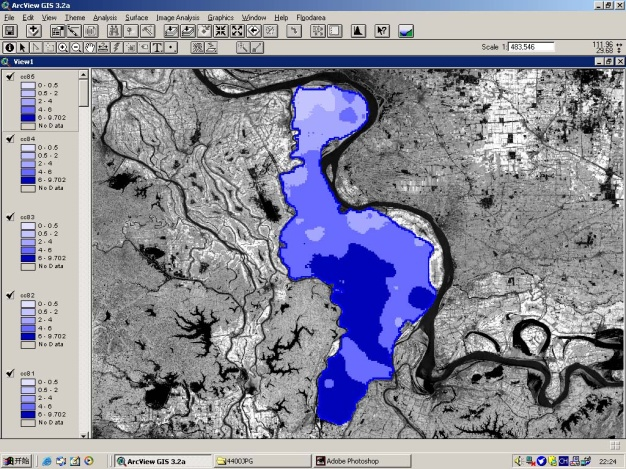 ArcView GIS 3.2a
File Edit View Theme Analysis Surface Image Analysis Graphics Window Help Flpodarea
Scale 1: 483,546
111.96
29.68
View1
cc85
0 - 0.5
0.5 - 2
2 - 4
4 - 6
6 - 9.702
No Data
cc84
0 - 0.5
0.5 - 2
2 - 4
4 - 6
6 - 9.702
No Data
cc83
0 - 0.5
0.5 - 2
2 - 4
4 - 6
6 - 9.702
No Data
cc82
0 - 0.5
0.5 - 2
2 - 4
4 - 6
6 - 9.702
No Data
cc81
0 - 0.5
0.5 - 2
2 - 4
4 - 6
6 - 9.702
No Data
开始
ArcView GIS 3.2a
4400JPG
Adobe Photoshop
CH
22:24